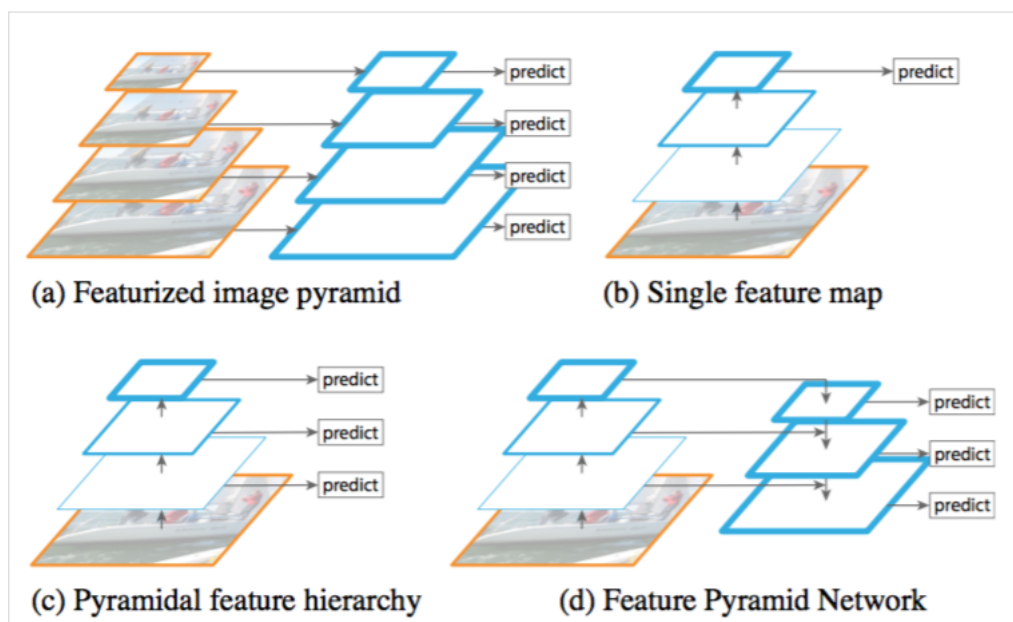 predict
predict
predict
predict
predict
(a) Featurized image pyramid
(b) Single feature map
predict
predict
predict
predict
predict
predict
(c) Pyramidal feature hierarchy
(d) Feature Pyramid Network